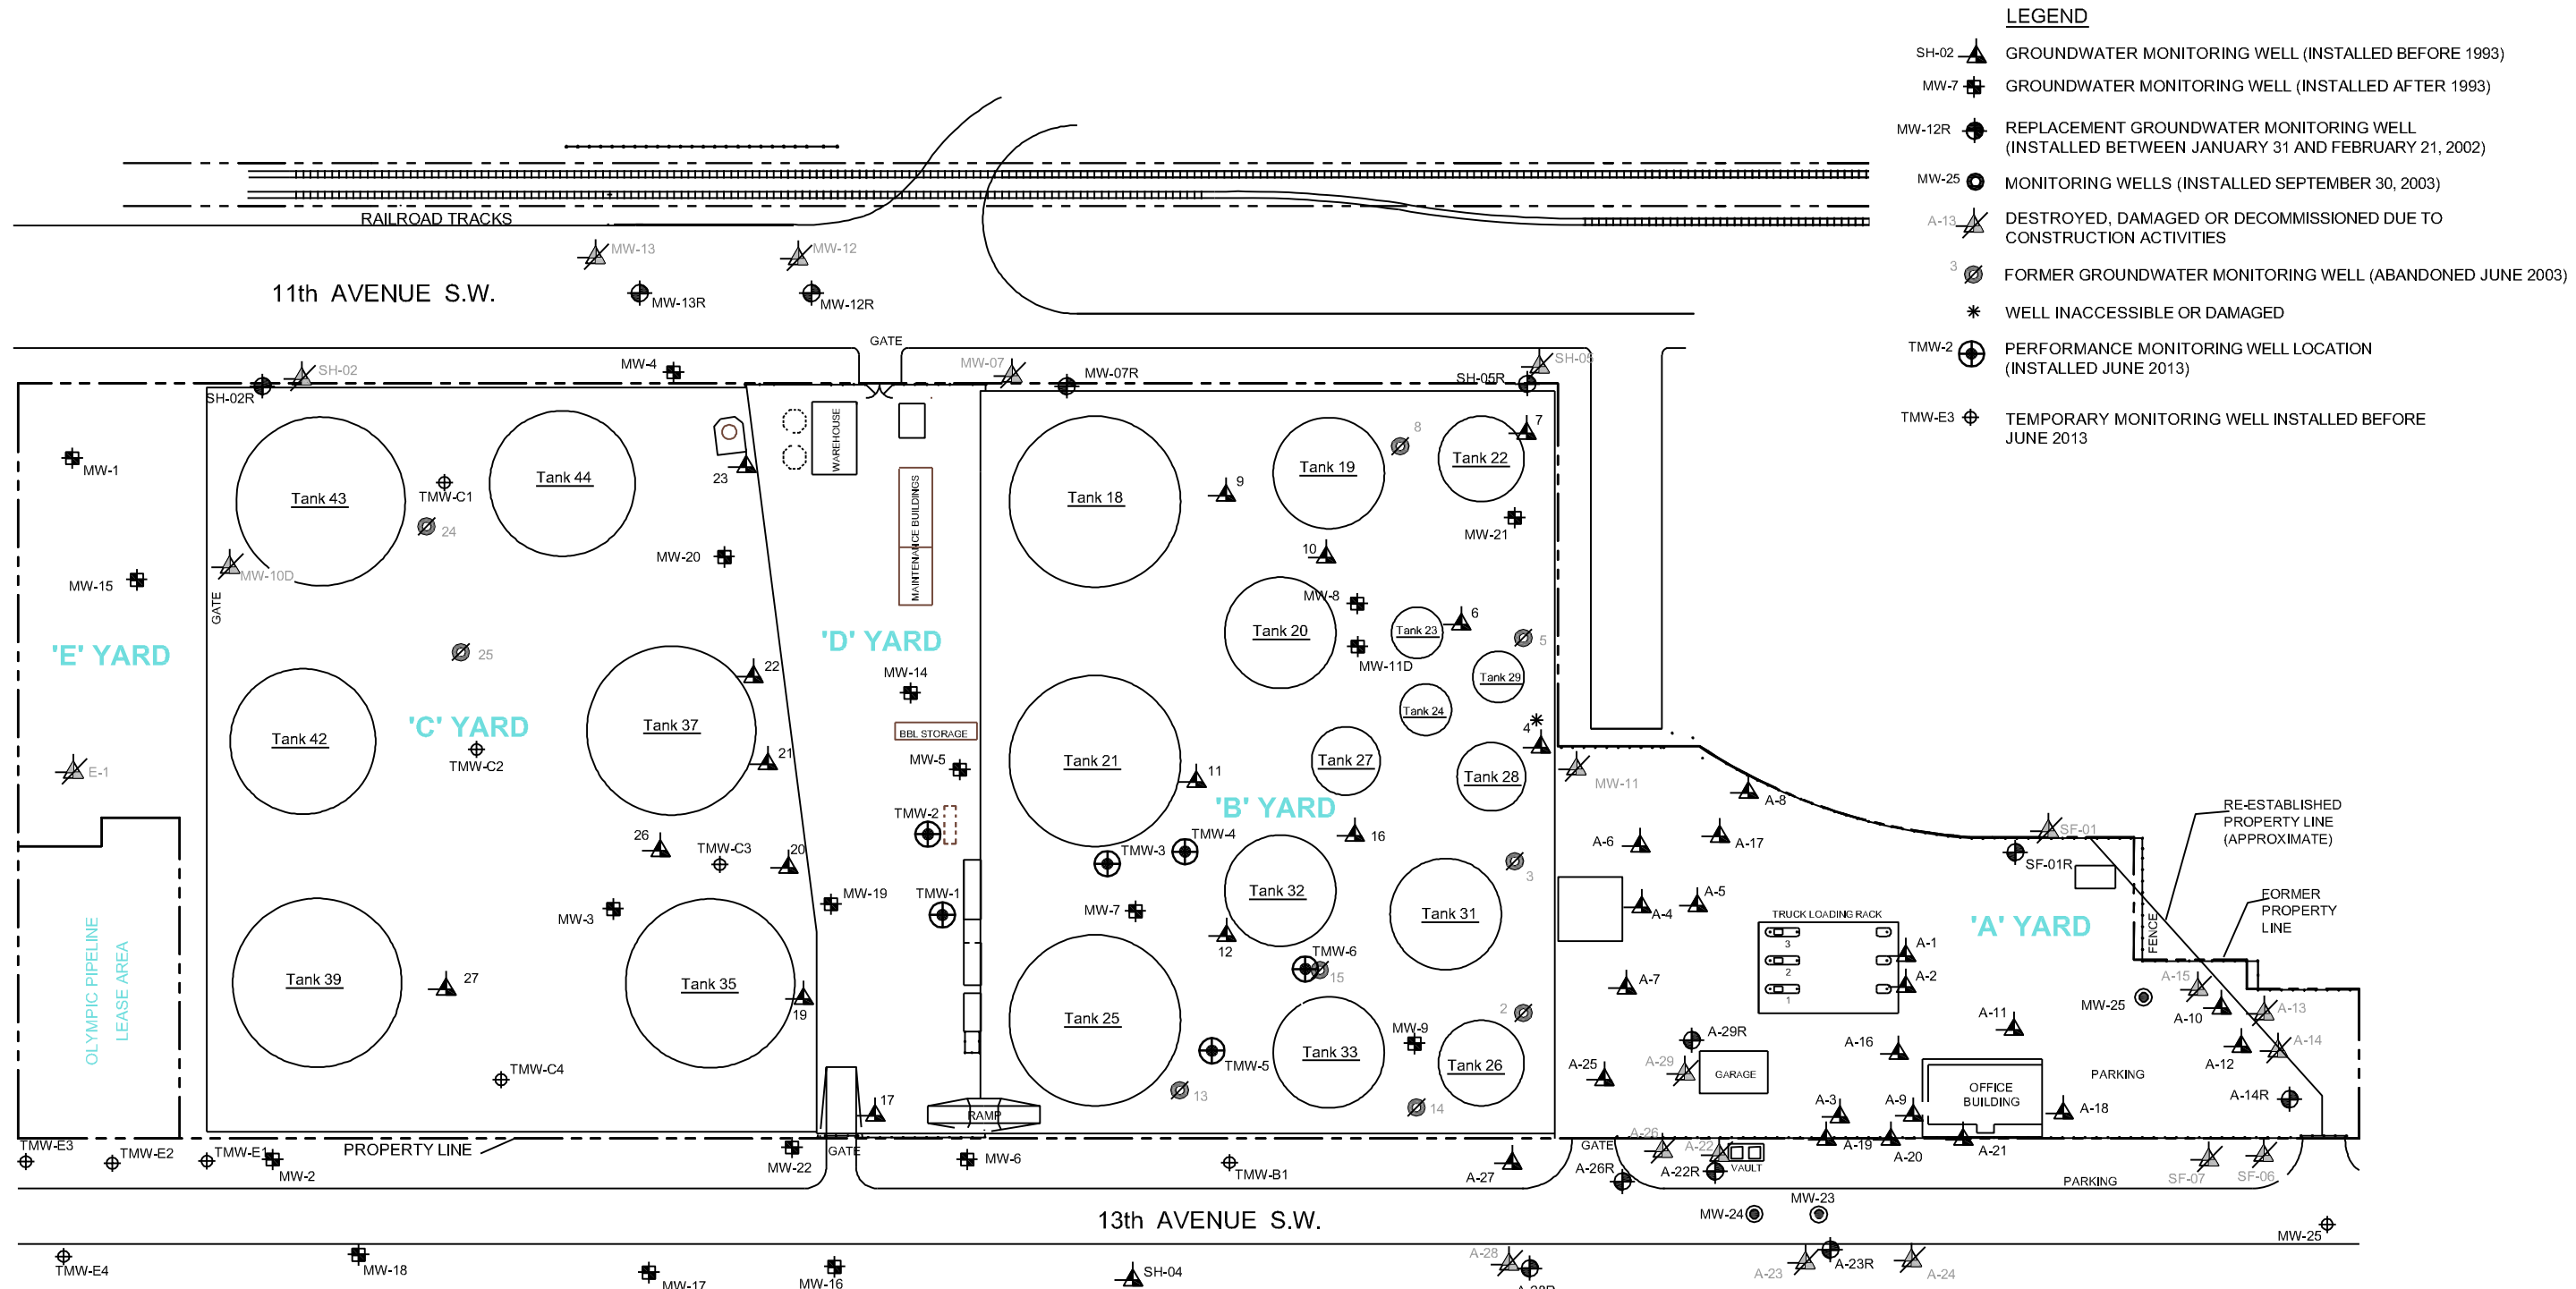 LEGEND
SH-02 GROUNDWATER MONITORING WELL (INSTALLED BEFORE 1993)
MW-7 GROUNDWATER MONITORING WELL (INSTALLED AFTER 1993)
MW-12R REPLACEMENT GROUNDWATER MONITORING WELL
(INSTALLED BETWEEN JANUARY 31 AND FEBRUARY 21, 2002)
MW-25 MONITORING WELLS (INSTALLED SEPTEMBER 30, 2003)
A-13 DESTROYED, DAMAGED OR DECOMMISSIONED DUE TO
CONSTRUCTION ACTIVITIES
3 FORMER GROUNDWATER MONITORING WELL (ABANDONED JUNE 2003)
WELL INACCESSIBLE OR DAMAGED
TMW-2 PERFORMANCE MONITORING WELL LOCATION
(INSTALLED JUNE 2013)
TMW-E3 TEMPORARY MONITORING WELL INSTALLED BEFORE
JUNE 2013
RAILROAD TRACKS
MW-13
MW-12
11th AVENUE S.W.
MW-13R
MW-12R
GATE
SH-02
MW-4
MW-07
MW-07R
SH-05
SH-05R
SH-02R
MW-1
MW-15
'E' YARD
E-1
OLYMPIC PIPELINE
LEASE AREA
Tank 43
TMW-C1
24
Tank 44
23
MW-10D
GATE
MW-20
25
'C' YARD
Tank 42
TMW-C2
Tank 37
22
21
26
TMW-C3
20
MW-3
Tank 39
27
Tank 35
19
TMW-C4
WAREHOUSE
MAINTENANCE BUILDINGS
'D' YARD
MW-14
BBL STORAGE
MW-5
TMW-2
MW-19
TMW-1
17
RAMP
Tank 18
9
Tank 19
8
Tank 22
7
10
MW-21
MW-8
Tank 20
Tank 23
6
5
MW-11D
Tank 29
Tank 24
4
Tank 21
11
Tank 27
Tank 28
'B' YARD
TMW-4
TMW-3
16
3
MW-7
Tank 32
Tank 31
12
TMW-6
15
Tank 25
2
MW-9
TMW-5
Tank 33
Tank 26
13
14
MW-11
A-8
A-6
A-17
SF-01
SF-01R
RE-ESTABLISHED
PROPERTY LINE
(APPROXIMATE)
FORMER
PROPERTY
LINE
FENCE
A-4
A-5
TRUCK LOADING RACK
3
2
1
'A' YARD
A-1
A-2
A-7
A-15
MW-25
A-10
A-13
A-11
A-29R
A-16
A-12
A-14
A-25
A-29
GARAGE
OFFICE
BUILDING
PARKING
A-14R
A-3
A-9
A-18
TMW-E3
TMW-E2
TMW-E1
MW-2
PROPERTY LINE
MW-22
GATE
MW-6
TMW-B1
A-27
GATE
A-26
A-26R
A-22
A-22R
VAULT
A-19
A-20
A-21
SF-07
SF-06
PARKING
13th AVENUE S.W.
MW-24
MW-23
MW-25
TMW-E4
MW-18
MW-17
MW-16
SH-04
A-28
A-28R
A-23
A-23R
A-24